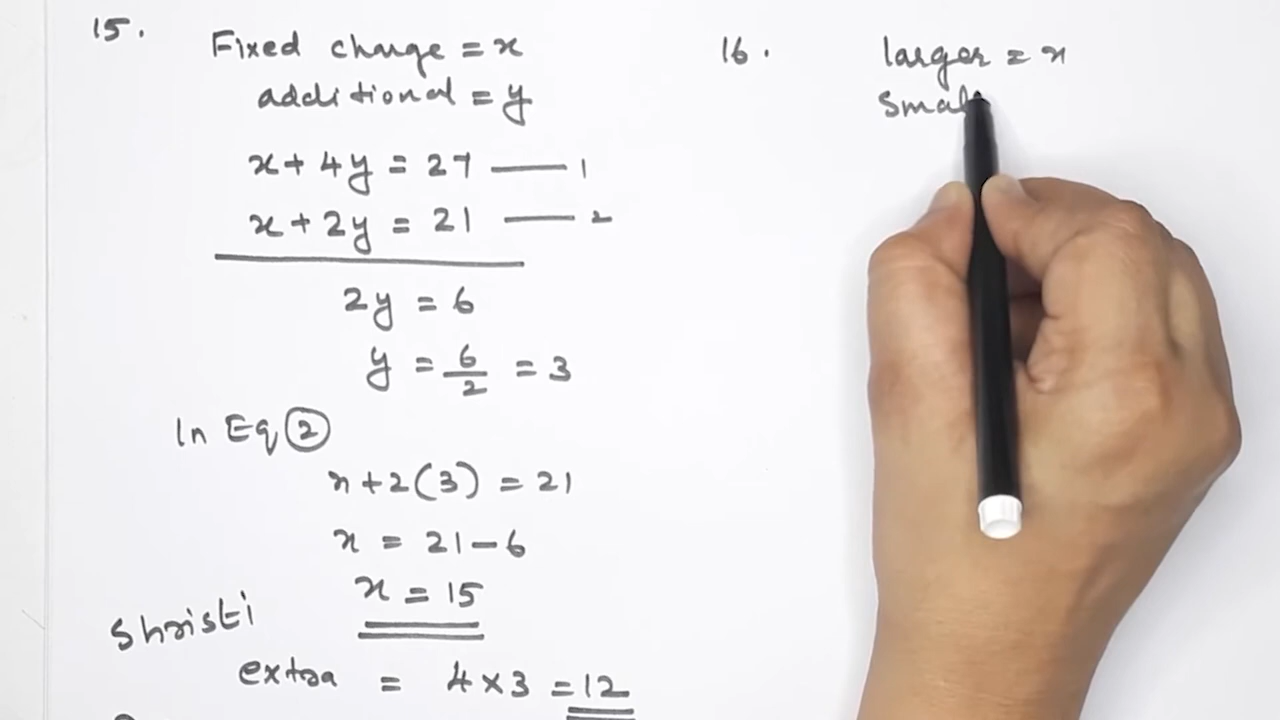 15.
Fixed charge = x
additional = y
x + 4y = 27 —— 1
x + 2y = 21 —— 2
2y = 6
y = 6/2 = 3
In Eq ②
x + 2(3) = 21
x = 21 - 6
x = 15
Shristi
extra = 4 × 3 = 12
16.
larger = x
Smal